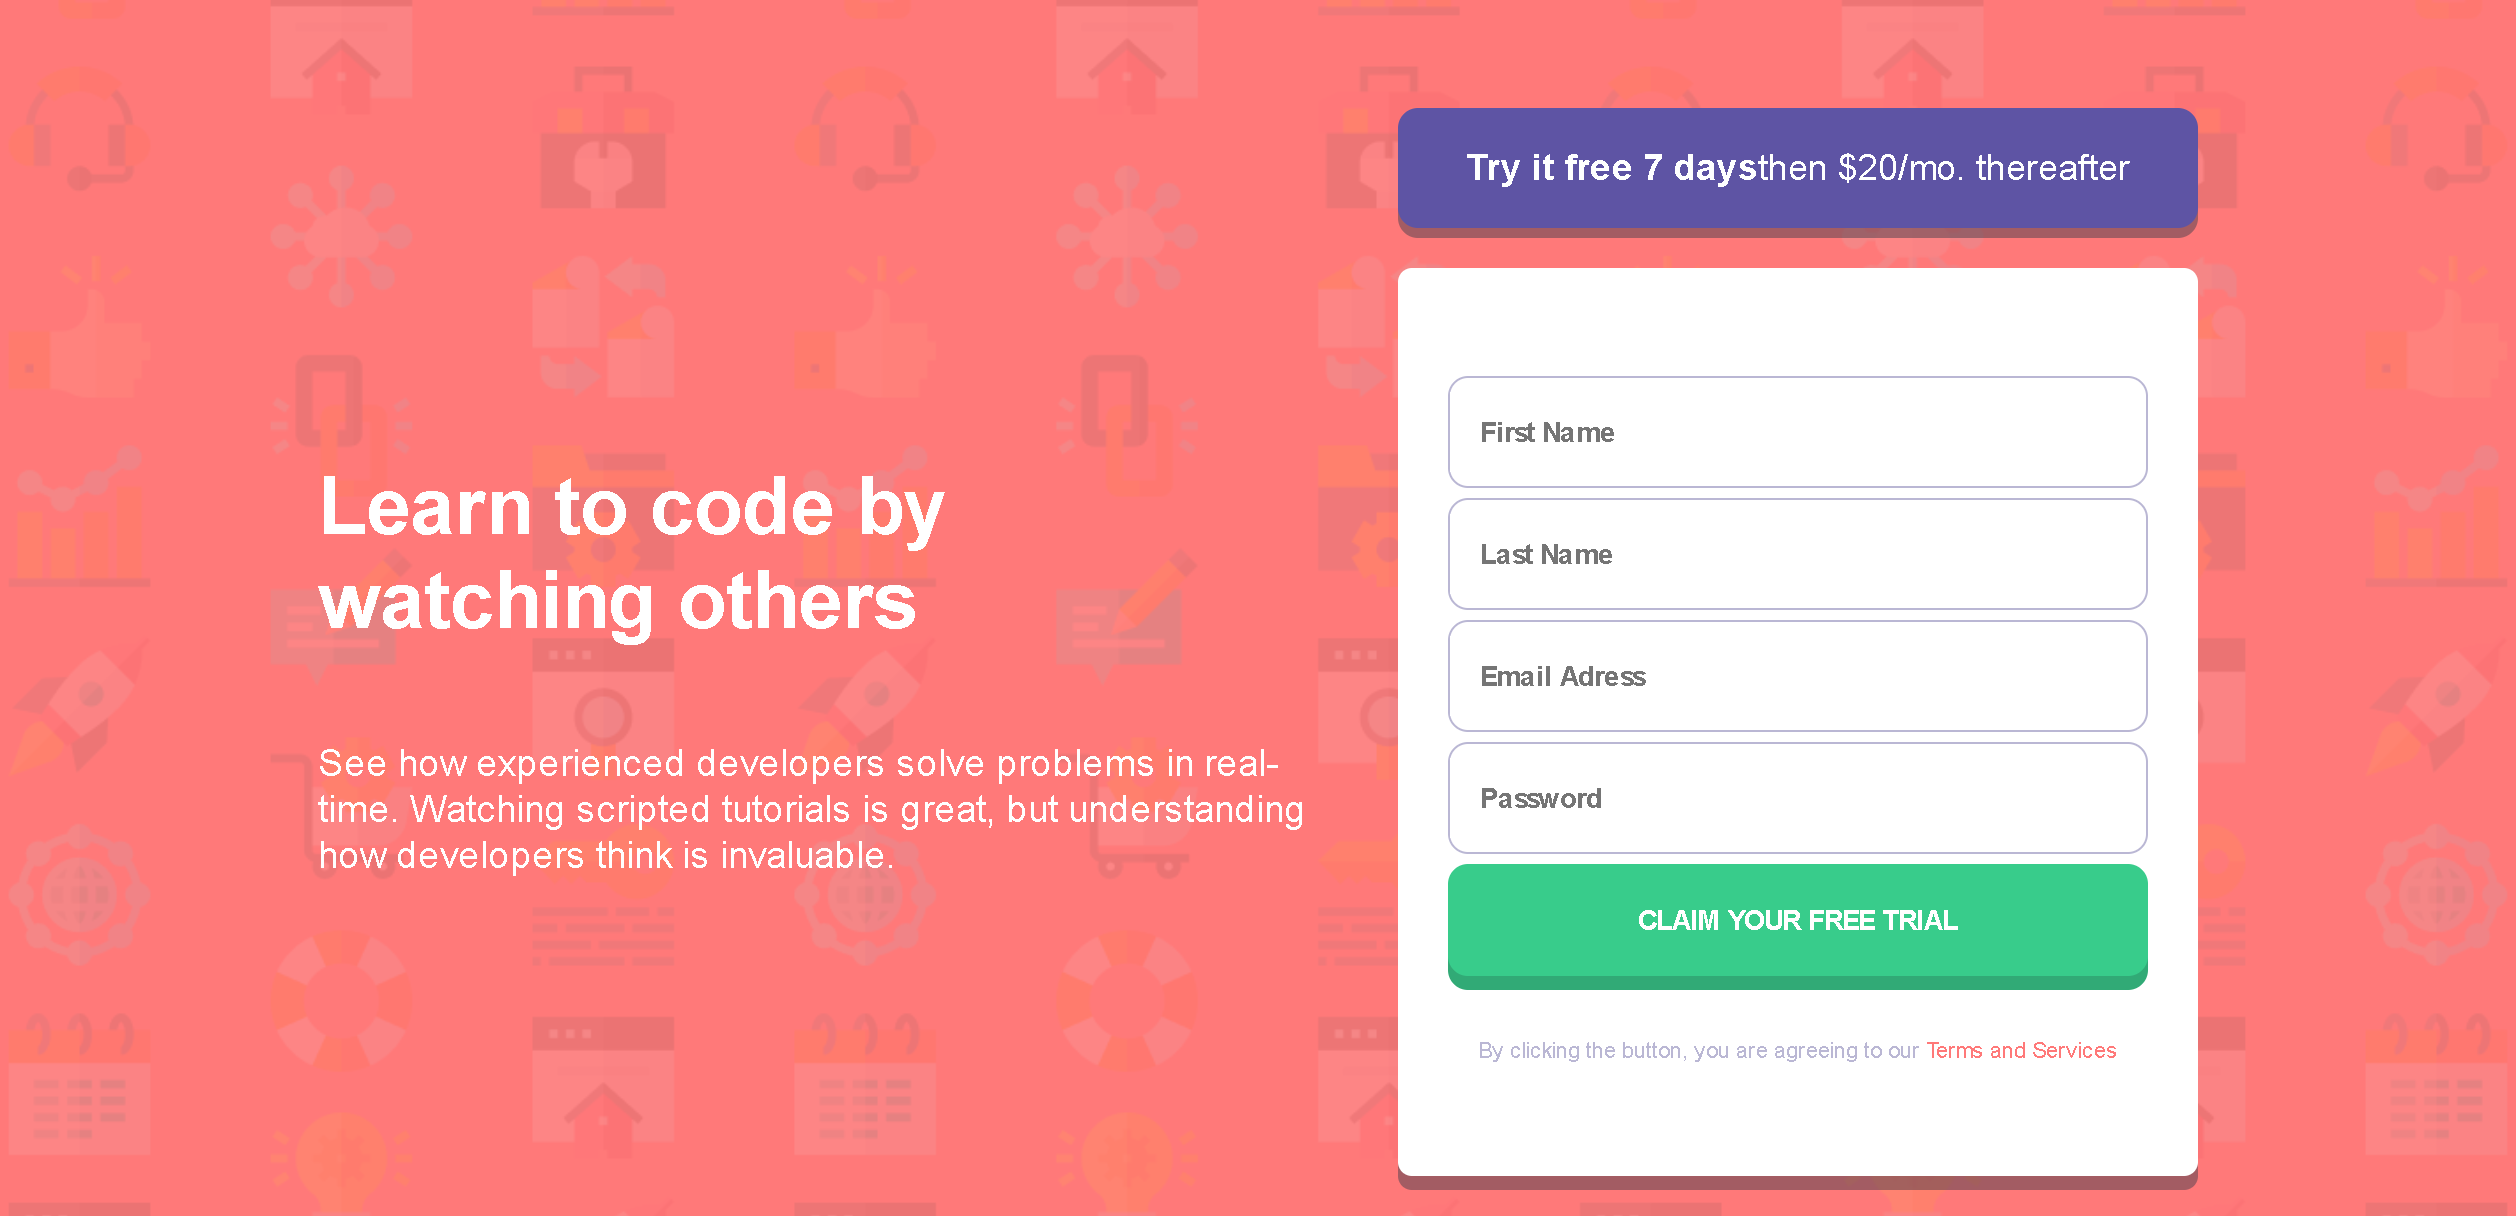 Learn to code by
watching others
See how experienced developers solve problems in real-
time. Watching scripted tutorials is great, but understanding
how developers think is invaluable.
Try it free 7 daysthen $20/mo. thereafter
First Name
Last Name
Email Adress
Password
CLAIM YOUR FREE TRIAL
By clicking the button, you are agreeing to our Terms and Services